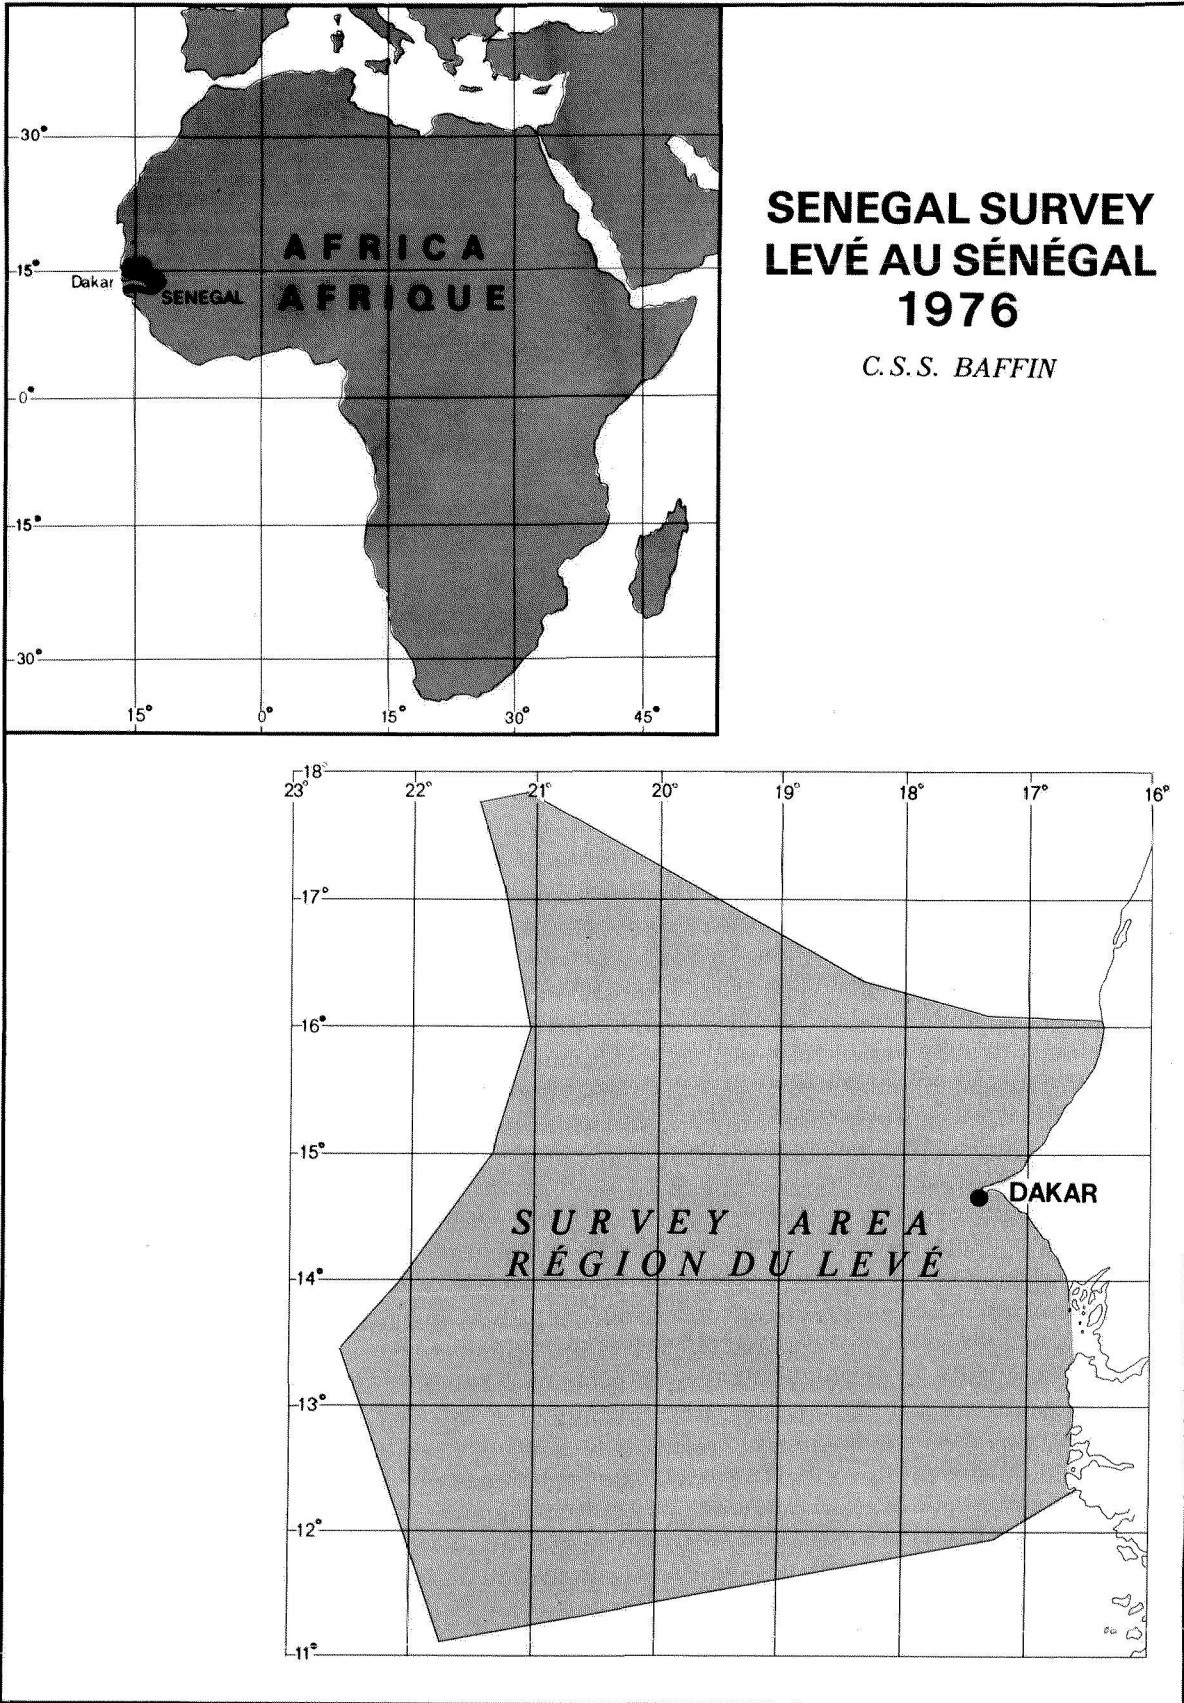 30°
15°
0°
15°
30°
15°
0°
15°
30°
45°
AFRICA
AFRIQUE
Dakar
SENEGAL
SENEGAL SURVEY
LEVÉ AU SÉNÉGAL
1976
C.S.S. BAFFIN
18°
23°
22°
21°
20°
19°
18°
17°
16°
17°
16°
15°
14°
13°
12°
11°
DAKAR
SURVEY AREA
RÉGION DU LEVÉ